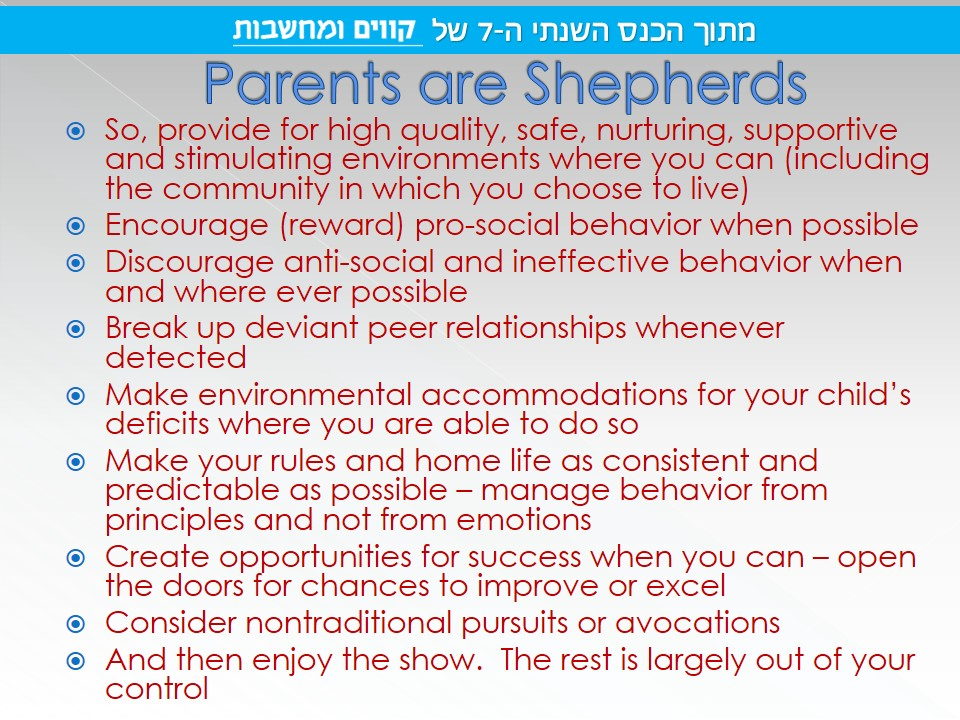 מתוך הכנס השנתי ה-7 של קווים ומחשבות
Parents are Shepherds
So, provide for high quality, safe, nurturing, supportive
and stimulating environments where you can (including
the community in which you choose to live)
Encourage (reward) pro-social behavior when possible
Discourage anti-social and ineffective behavior when
and where ever possible
Break up deviant peer relationships whenever
detected
Make environmental accommodations for your child’s
deficits where you are able to do so
Make your rules and home life as consistent and
predictable as possible – manage behavior from
principles and not from emotions
Create opportunities for success when you can – open
the doors for chances to improve or excel
Consider nontraditional pursuits or avocations
And then enjoy the show.  The rest is largely out of your
control